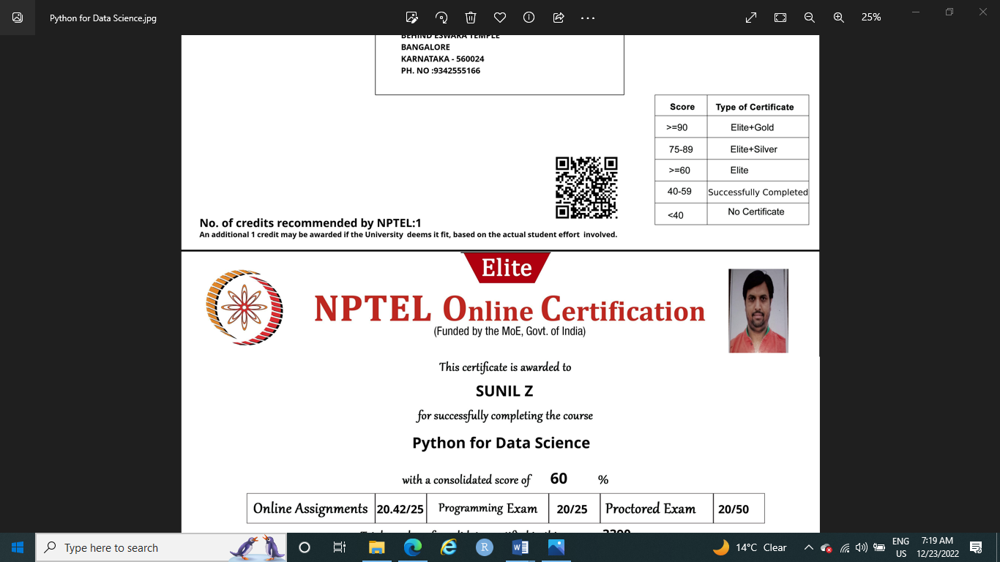 Python for Data Science.jpg
25%
BEHIND ESWARA TEMPLE
BANGALORE
KARNATAKA - 560024
PH. NO :9342555166
Score Type of Certificate
>=90 Elite+Gold
75-89 Elite+Silver
>=60 Elite
40-59 Successfully Completed
<40 No Certificate
No. of credits recommended by NPTEL:1
An additional 1 credit may be awarded if the University deems it fit, based on the actual student effort involved.
Elite
NPTEL Online Certification
(Funded by the MoE, Govt. of India)
This certificate is awarded to
SUNIL Z
for successfully completing the course
Python for Data Science
with a consolidated score of 60 %
Online Assignments 20.42/25 Programming Exam 20/25 Proctored Exam 20/50
Type here to search
R
W
14°C Clear
ENG
US
7:19 AM
12/23/2022